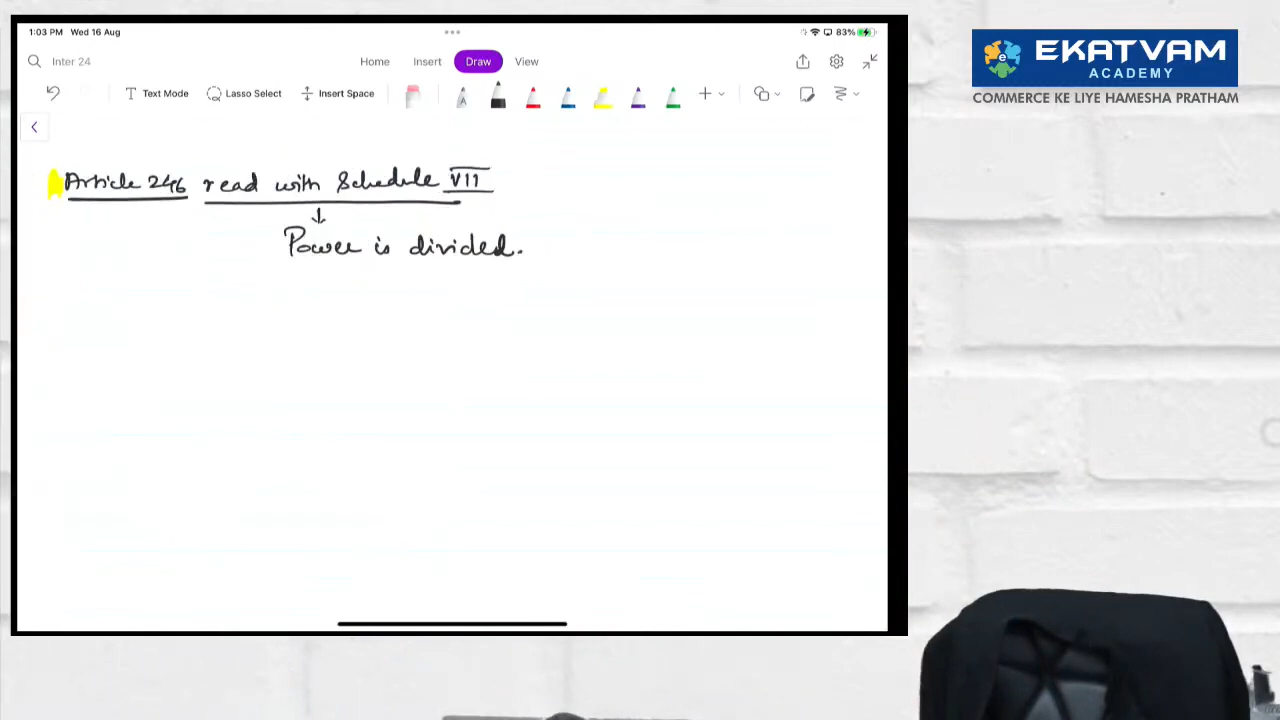 1:03 PM Wed 16 Aug
83%
Inter 24
Home Insert Draw View
Text Mode Lasso Select Insert Space
Article 246 read with Schedule VII
Power is divided.
EKATVAM
ACADEMY
COMMERCE KE LIYE HAMESHA PRATHAM